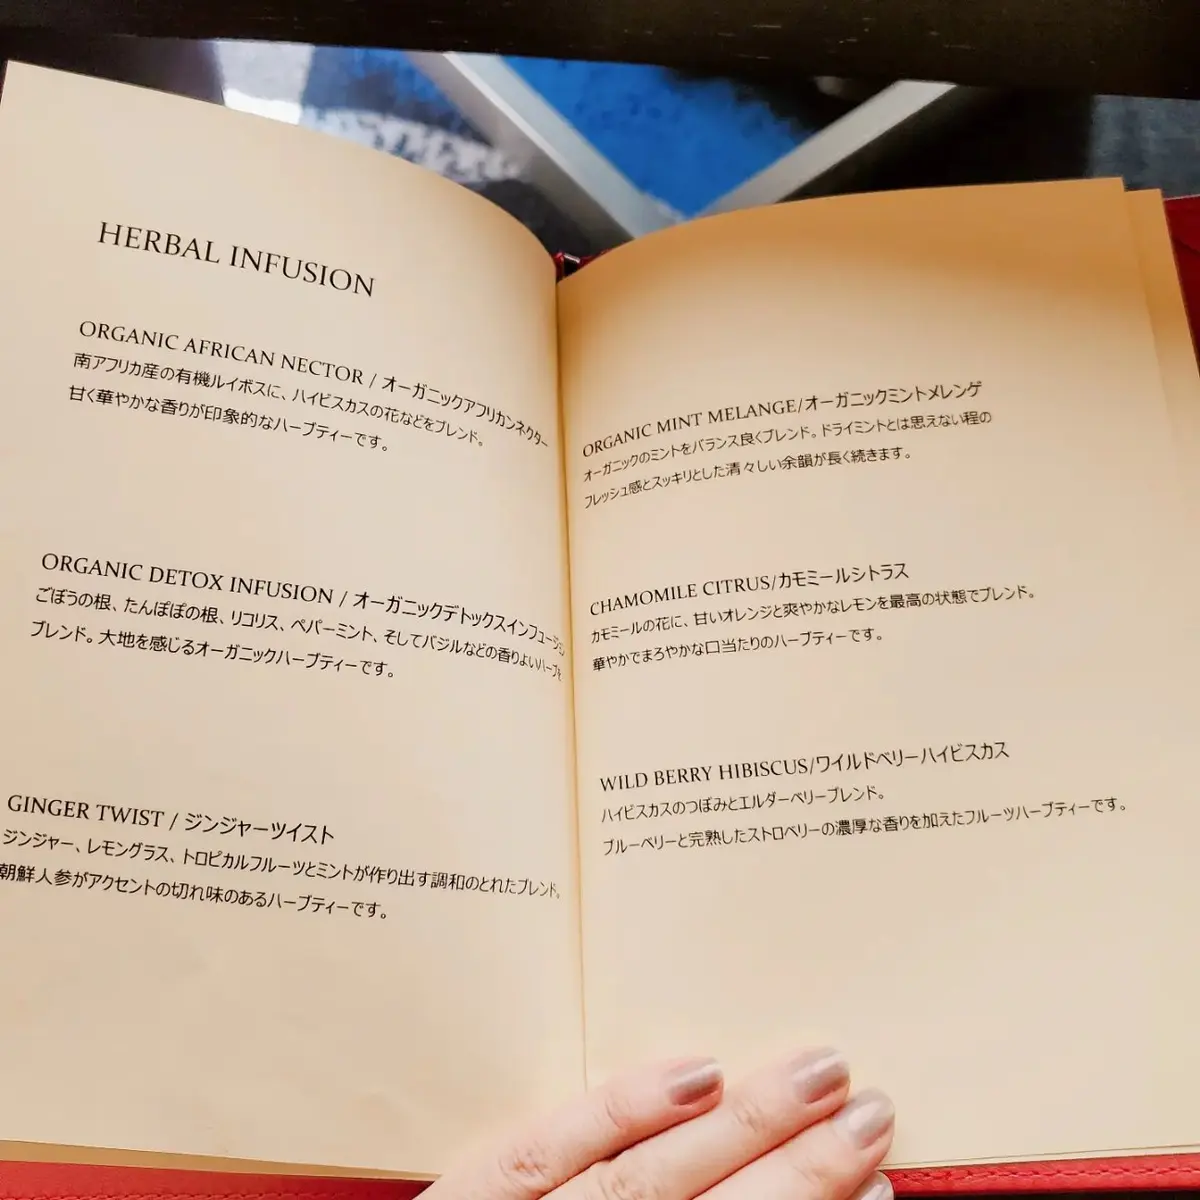 HERBAL INFUSION
ORGANIC AFRICAN NECTOR / オーガニックアフリカンネクター
南アフリカ産の有機ルイボスに、ハイビスカスの花などをブレンド。
甘く華やかな香りが印象的なハーブティーです。
ORGANIC DETOX INFUSION / オーガニックデトックスインフュージョン
ごぼうの根、たんぽぽの根、リコリス、ペパーミント、そしてバジルなどの香りよいハーブを
ブレンド。大地を感じるオーガニックハーブティーです。
GINGER TWIST / ジンジャーツイスト
ジンジャー、レモングラス、トロピカルフルーツとミントが作り出す調和のとれたブレンド。
朝鮮人参がアクセントの切れ味のあるハーブティーです。
ORGANIC MINT MELANGE/オーガニックミントメレンゲ
オーガニックのミントをバランス良くブレンド。ドライミントとは思えない程の
フレッシュ感とスッキリとした清々しい余韻が長く続きます。
CHAMOMILE CITRUS/カモミールシトラス
カモミールの花に、甘いオレンジと爽やかなレモンを最高の状態でブレンド。
華やかでまろやかな口当たりのハーブティーです。
WILD BERRY HIBISCUS/ワイルドベリーハイビスカス
ハイビスカスのつぼみとエルダーベリーブレンド。
ブルーベリーと完熟したストロベリーの濃厚な香りを加えたフルーツハーブティーです。